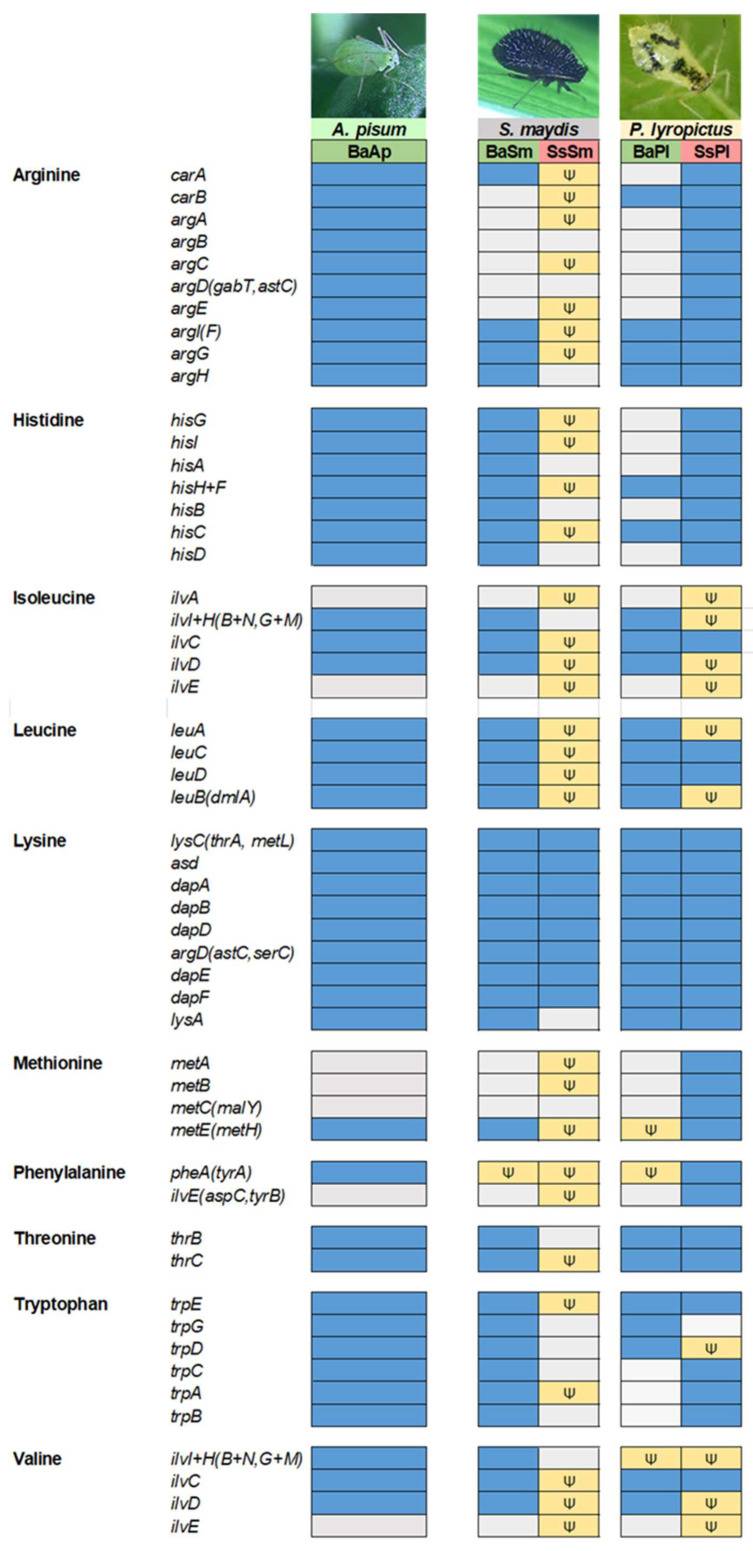 A. pisum S. maydis P. lyropictus
BaAp BaSm SsSm BaPl SsPl
Arginine carA Ψ
carB Ψ
argA Ψ
argB
argC Ψ
argD(gabT,astC)
argE Ψ
argI(F) Ψ
argG Ψ
argH
Histidine hisG Ψ
hisI Ψ
hisA
hisH+F Ψ
hisB
hisC Ψ
hisD
Isoleucine ilvA Ψ Ψ
ilvI+H(B+N,G+M) Ψ
ilvC Ψ
ilvD Ψ Ψ
ilvE Ψ Ψ
Leucine leuA Ψ Ψ
leuC Ψ
leuD Ψ
leuB(dmlA) Ψ Ψ
Lysine lysC(thrA, metL)
asd
dapA
dapB
dapD
argD(astC,serC)
dapE
dapF
lysA
Methionine metA Ψ
metB Ψ
metC(malY)
metE(metH) Ψ Ψ
Phenylalanine pheA(tyrA) Ψ Ψ Ψ
ilvE(aspC,tyrB) Ψ
Threonine thrB
thrC Ψ
Tryptophan trpE Ψ
trpG
trpD Ψ
trpC
trpA Ψ
trpB
Valine ilvI+H(B+N,G+M) Ψ Ψ
ilvC Ψ
ilvD Ψ Ψ
ilvE Ψ Ψ